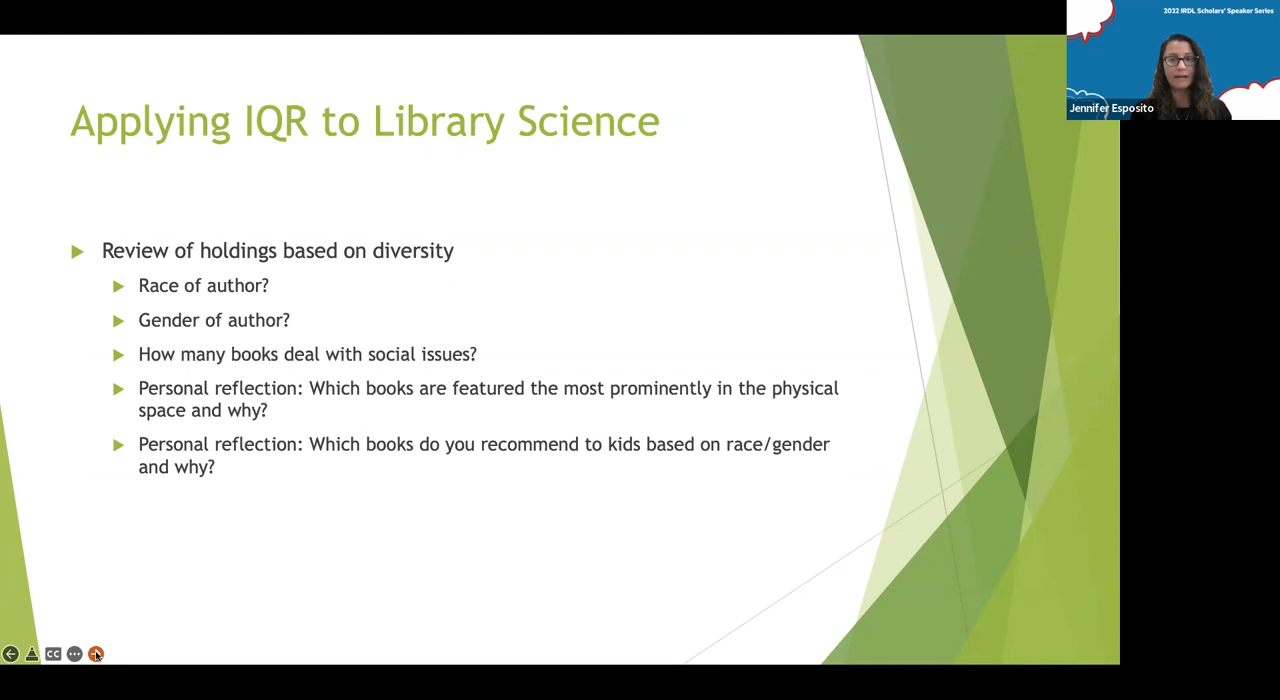 2022 IRDL Scholars' Speaker Series
Jennifer Esposito
Applying IQR to Library Science
Review of holdings based on diversity
Race of author?
Gender of author?
How many books deal with social issues?
Personal reflection: Which books are featured the most prominently in the physical
space and why?
Personal reflection: Which books do you recommend to kids based on race/gender
and why?
CC